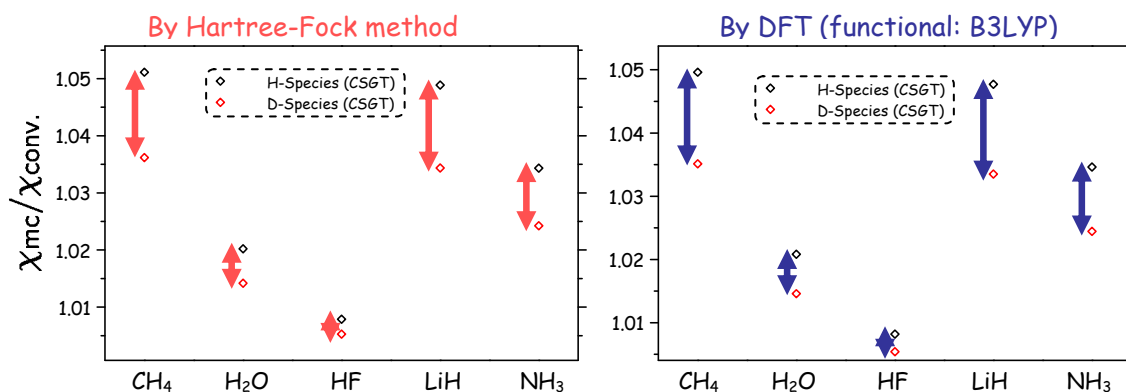 By Hartree-Fock method
H-Species (CSGT)
D-Species (CSGT)
1.05
1.04
1.03
1.02
1.01
χmc/χconv.
CH₄ H₂O HF LiH NH₃
By DFT (functional: B3LYP)
H-Species (CSGT)
D-Species (CSGT)
1.05
1.04
1.03
1.02
1.01
CH₄ H₂O HF LiH NH₃